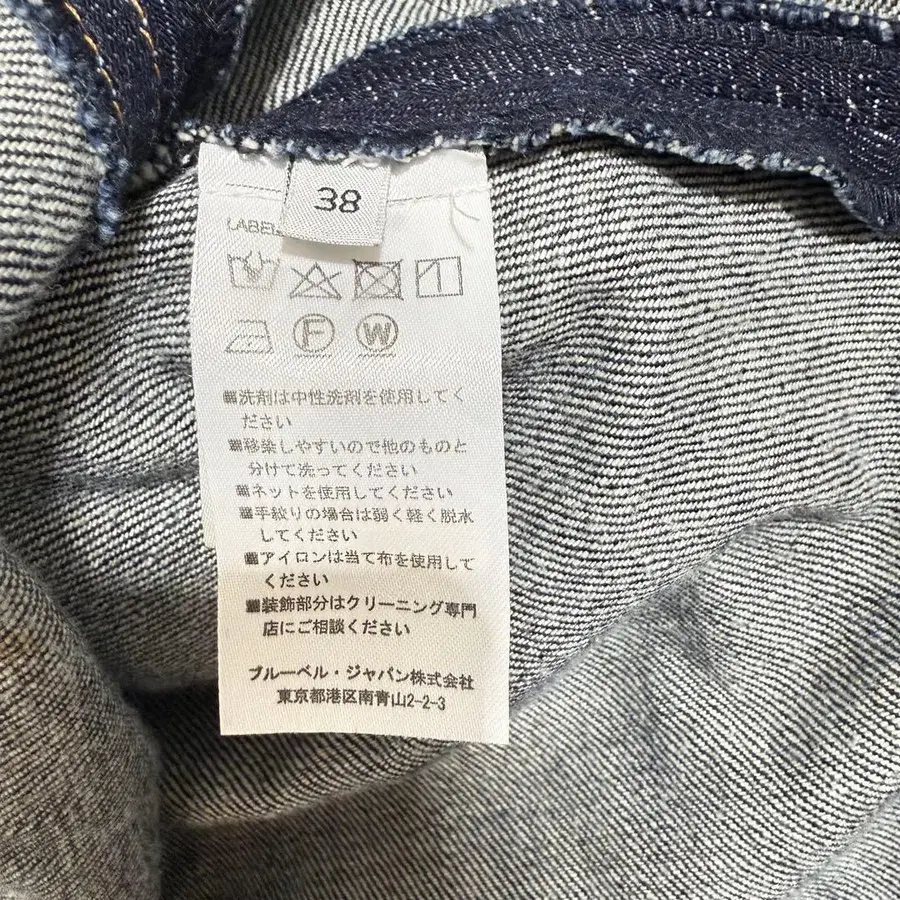 38
LABEL
F
W
■洗剤は中性洗剤を使用してく
ださい
■移染しやすいので他のものと
分けて洗ってください
■ネットを使用してください
■手絞りの場合は弱く軽く脱水
してください
■アイロンは当て布を使用して
ください
■装飾部分はクリーニング専門
店にご相談ください
ブルーベル・ジャパン株式会社
東京都港区南青山2-2-3